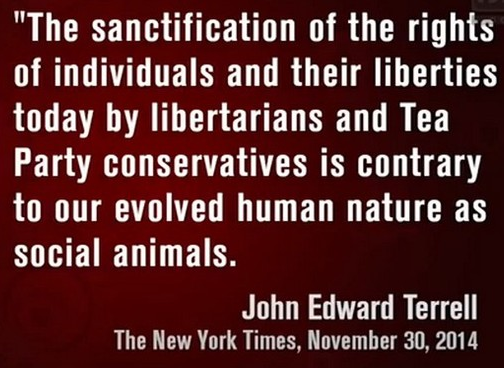 "The sanctification of the rights
of individuals and their liberties
today by libertarians and Tea
Party conservatives is contrary
to our evolved human nature as
social animals.
John Edward Terrell
The New York Times, November 30, 2014